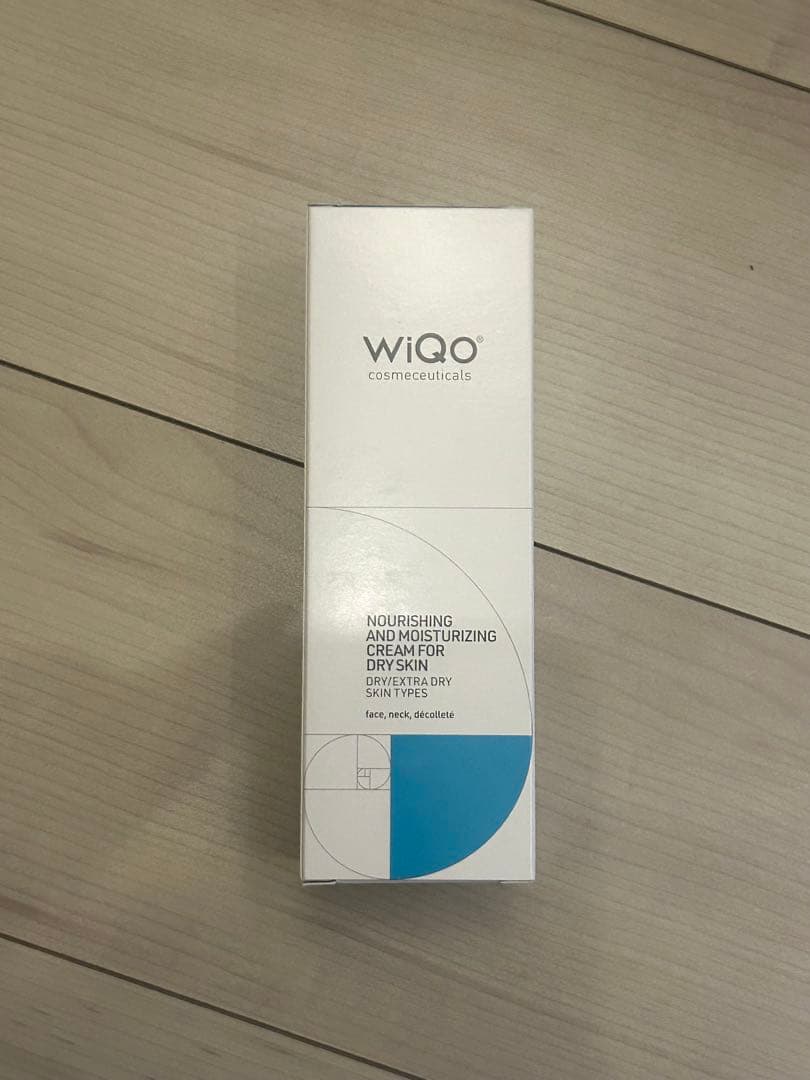 WiQo®
cosmeceuticals
NOURISHING
AND MOISTURIZING
CREAM FOR
DRY SKIN
DRY/EXTRA DRY
SKIN TYPES
face, neck, décolleté